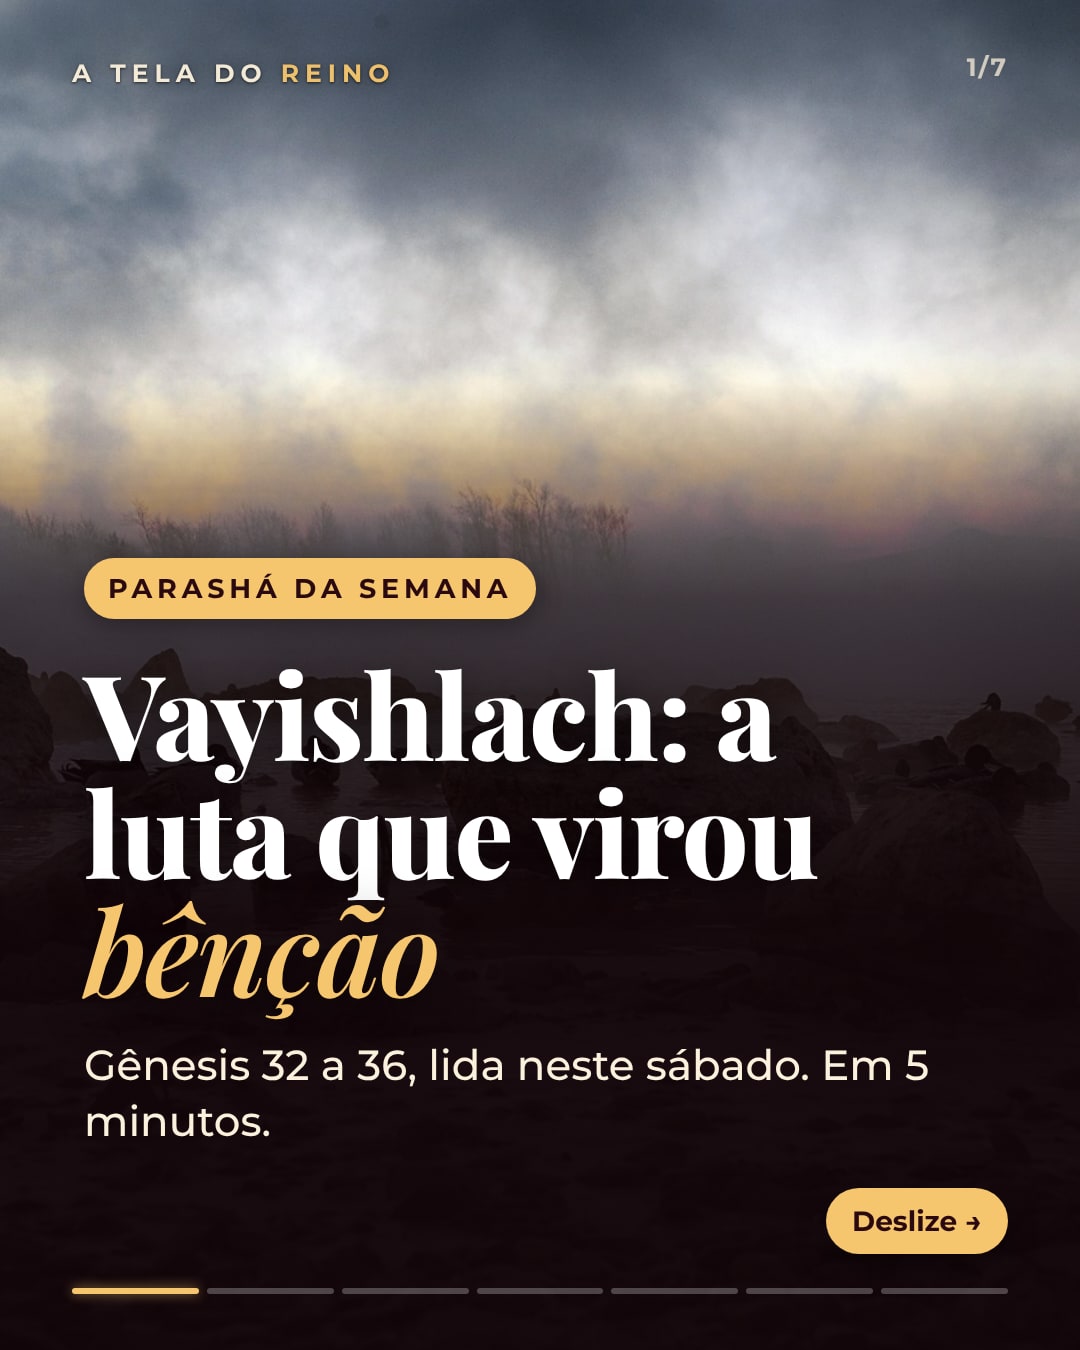 A TELA DO REINO
1/7
PARASHÁ DA SEMANA
Vayishlach: a
luta que virou
bênção
Gênesis 32 a 36, lida neste sábado. Em 5
minutos.
Deslize →